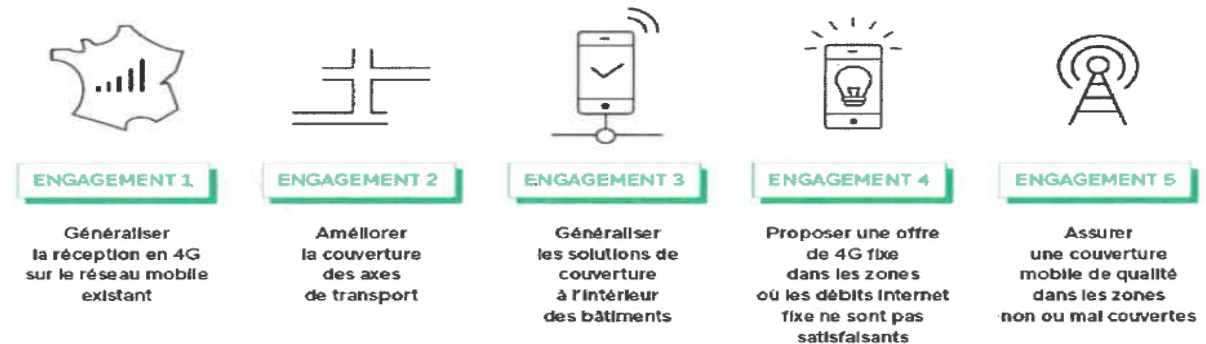 ENGAGEMENT 1
Généraliser
la réception en 4G
sur le réseau mobile
existant
ENGAGEMENT 2
Améliorer
la couverture
des axes
de transport
ENGAGEMENT 3
Généraliser
les solutions de
couverture
à l'intérieur
des bâtiments
ENGAGEMENT 4
Proposer une offre
de 4G fixe
dans les zones
où les débits Internet
fixe ne sont pas
satisfaisants
ENGAGEMENT 5
Assurer
une couverture
mobile de qualité
dans les zones
non ou mal couvertes